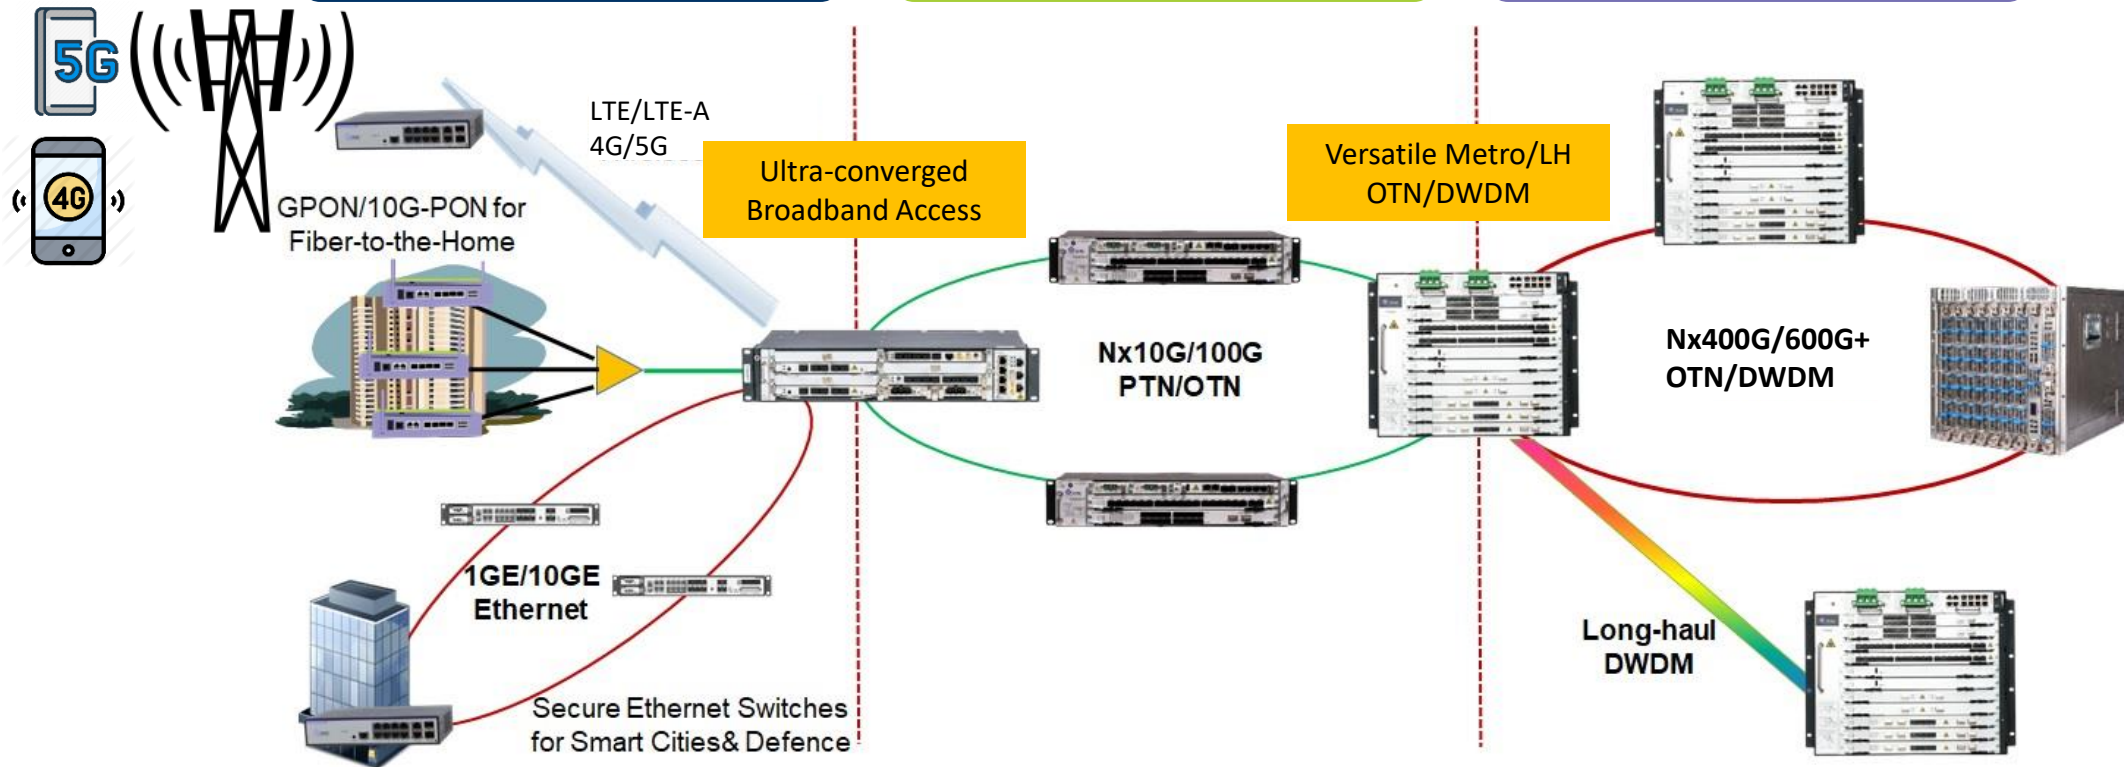 5G
4G
LTE/LTE-A
4G/5G
GPON/10G-PON for
Fiber-to-the-Home
Ultra-converged
Broadband Access
Versatile Metro/LH
OTN/DWDM
Nx10G/100G
PTN/OTN
Nx400G/600G+
OTN/DWDM
1GE/10GE
Ethernet
Long-haul
DWDM
Secure Ethernet Switches
for Smart Cities& Defence